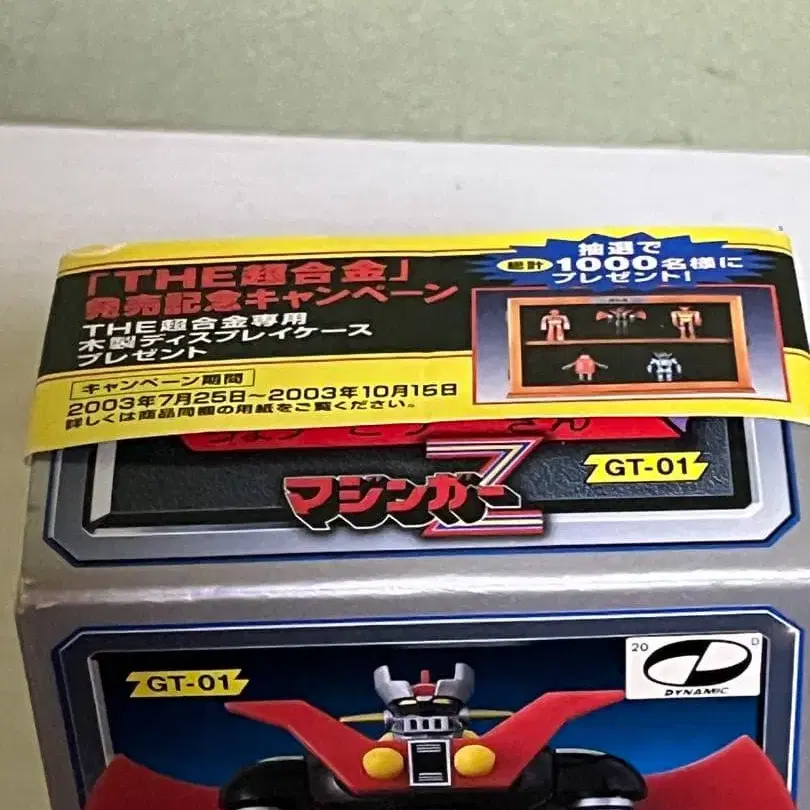 「THE超合金」
発売記念キャンペーン
THE超合金専用
木製ディスプレイケース
プレゼント
キャンペーン期間
2003年7月25日〜2003年10月15日
詳しくは商品同梱の用紙をご覧ください。
抽選で
総計 1000名様に
プレゼント!
GT-01
マジンガーZ
GT-01
20 D
DYNAMIC